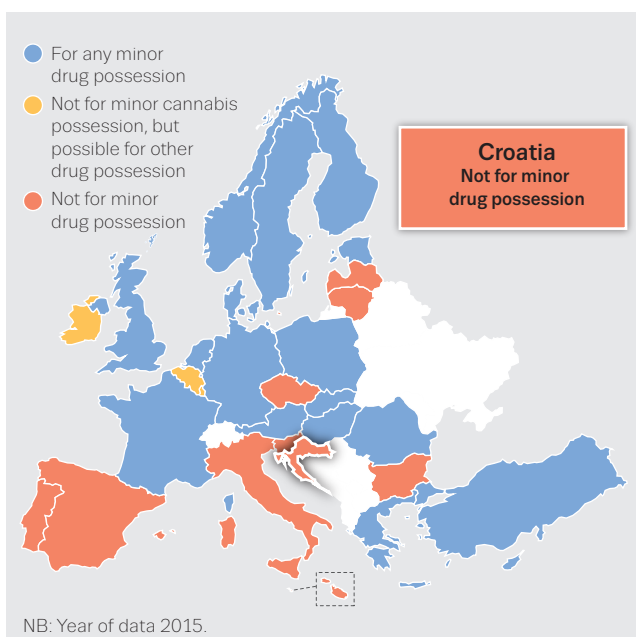 For any minor
drug possession
Not for minor cannabis
possession, but
possible for other
drug possession
Not for minor
drug possession
Croatia
Not for minor
drug possession
NB: Year of data 2015.